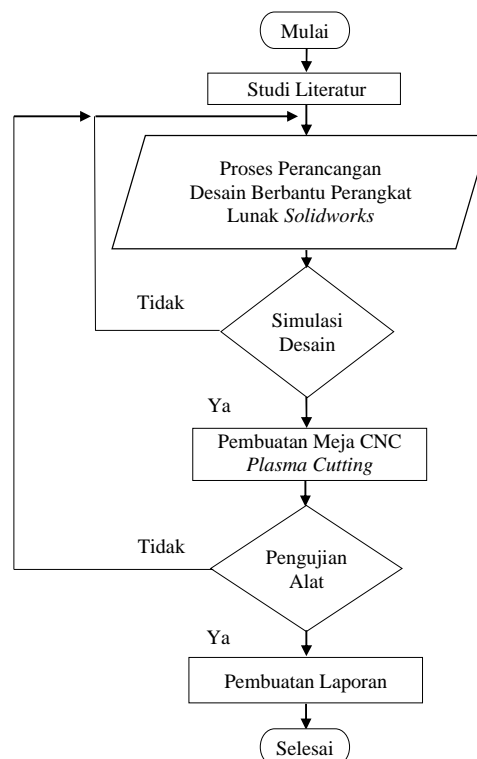 Mulai
Studi Literatur
Proses Perancangan
Desain Berbantu Perangkat
Lunak Solidworks
Tidak
Simulasi
Desain
Ya
Pembuatan Meja CNC
Plasma Cutting
Tidak
Pengujian
Alat
Ya
Pembuatan Laporan
Selesai